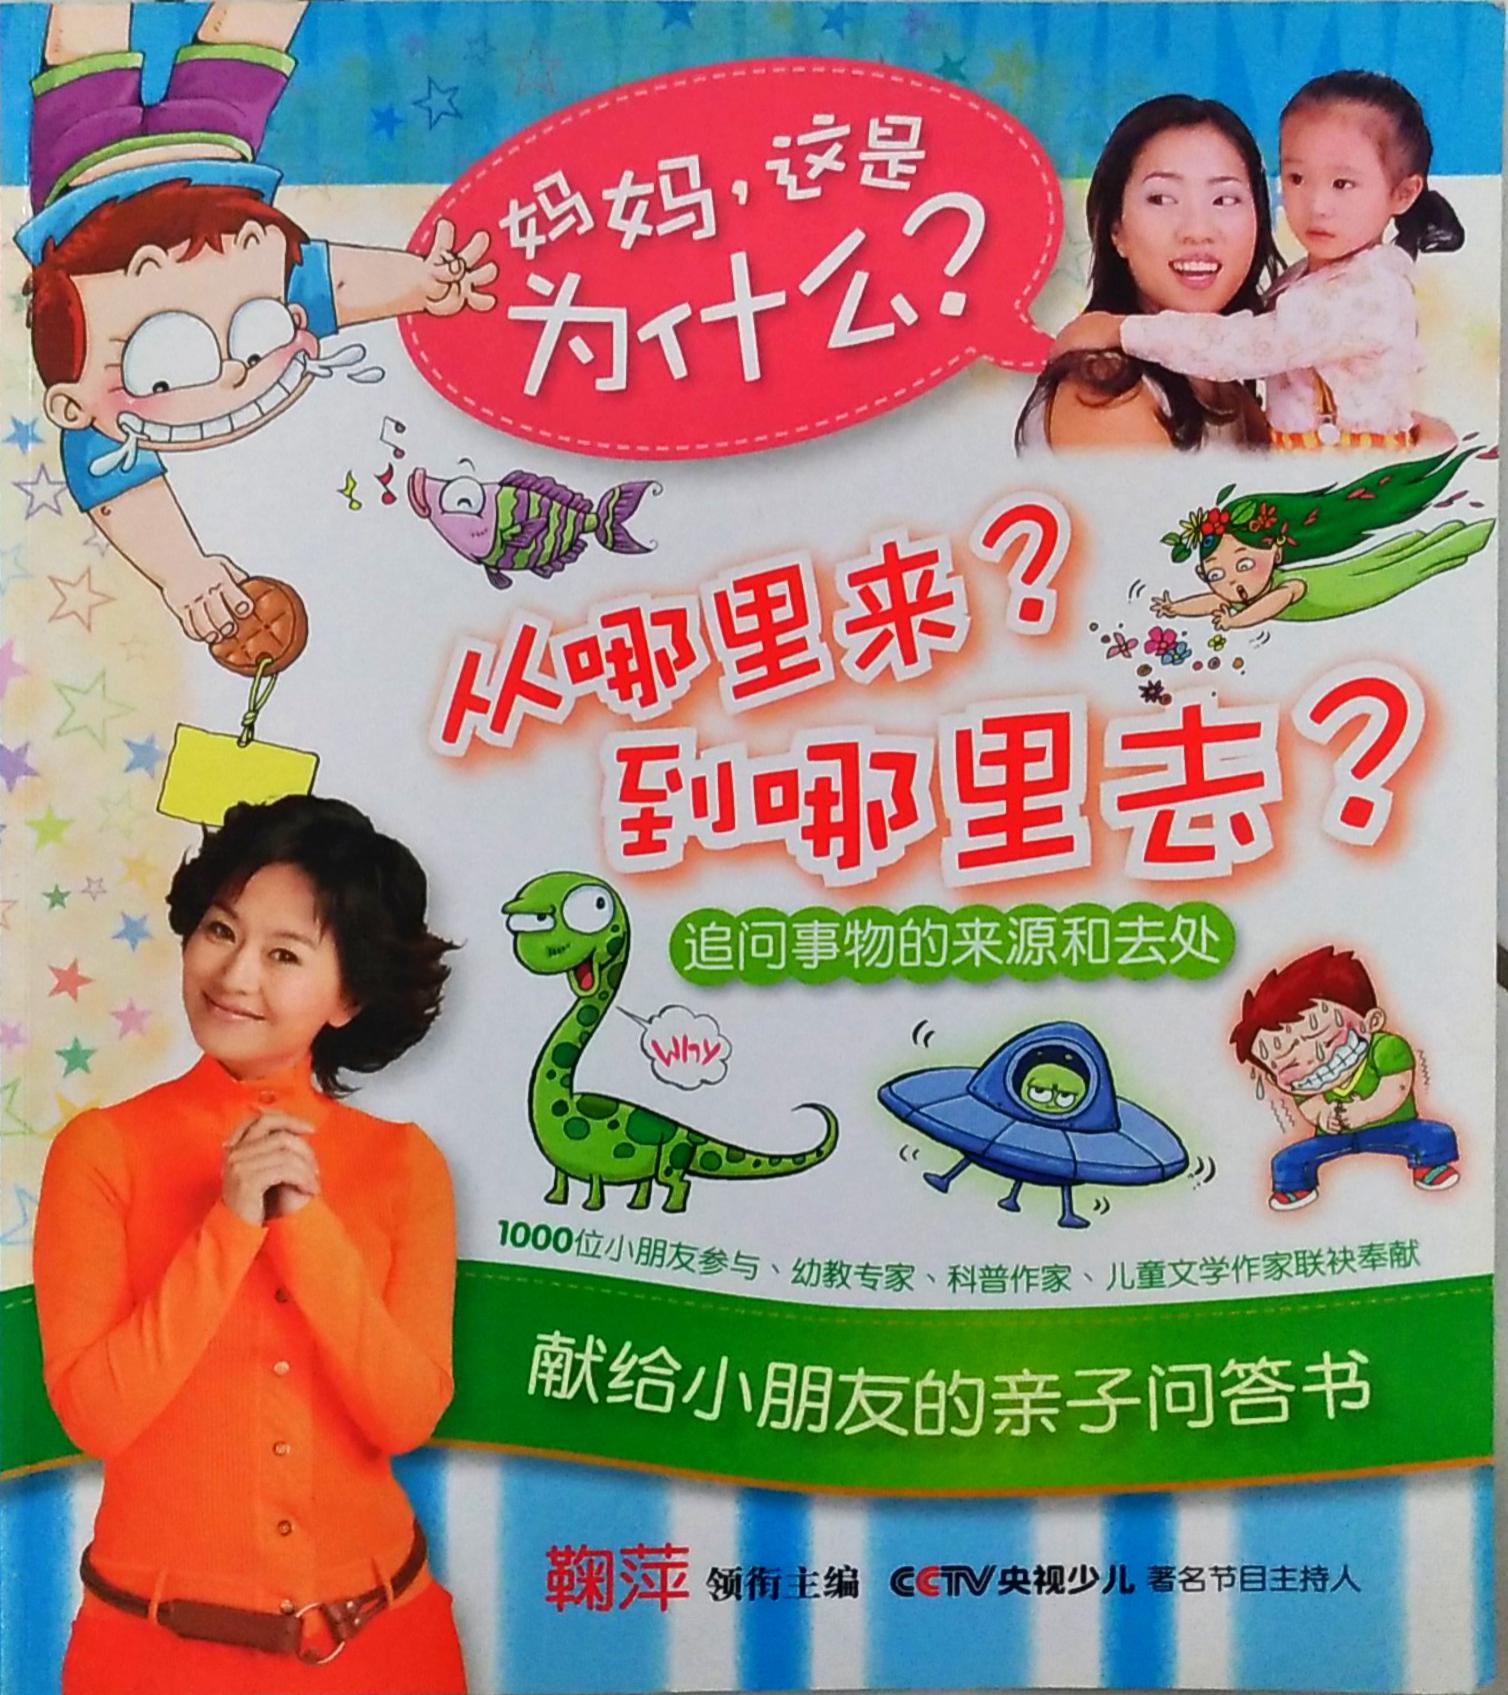 妈妈，这是
为什么？
从哪里来？
到哪里去？
追问事物的来源和去处
Why
1000位小朋友参与、幼教专家、科普作家、儿童文学作家联袂奉献
献给小朋友的亲子问答书
鞠萍 领衔主编 CCTV央视少儿 著名节目主持人